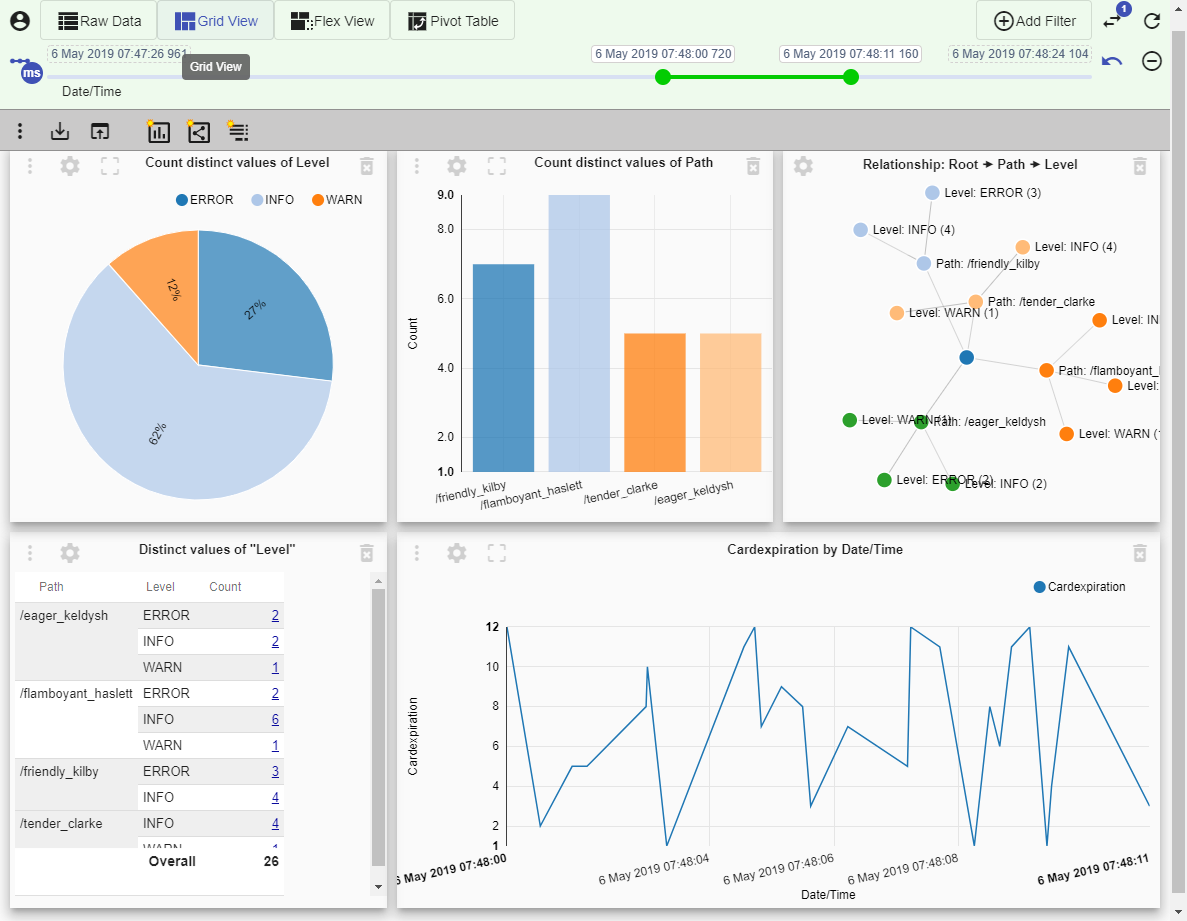 Raw Data Grid View Flex View Pivot Table Add Filter 1
6 May 2019 07:47:26 961 6 May 2019 07:48:00 720 6 May 2019 07:48:11 160 6 May 2019 07:48:24 104
Grid View
ms
Date/Time
Count distinct values of Level
ERROR INFO WARN
12%
27%
62%
Count distinct values of Path
9.0
8.0
6.0
4.0
2.0
1.0
Count
/friendly_kilby
/flamboyant_haslett
/tender_clarke
/eager_keldysh
Relationship: Root → Path → Level
Level: ERROR (3)
Level: INFO (4)
Level: INFO (4)
Path: /friendly_kilby
Path: /tender_clarke
Level: WARN (1)
Level: IN
Path: /flamboyant_
Level:
Level: WARN (1)
Path: /eager_keldysh
Level: WARN (
Level: ERROR (2)
Level: INFO (2)
Distinct values of "Level"
Path Level Count
/eager_keldysh ERROR 2
INFO 2
WARN 1
/flamboyant_haslett ERROR 2
INFO 6
WARN 1
/friendly_kilby ERROR 3
INFO 4
/tender_clarke INFO 4
WARN 1
Overall 26
Cardexpiration by Date/Time
Cardexpiration
12
10
8
6
4
2
1
Cardexpiration
6 May 2019 07:48:00
6 May 2019 07:48:04
6 May 2019 07:48:06
6 May 2019 07:48:08
6 May 2019 07:48:11
Date/Time